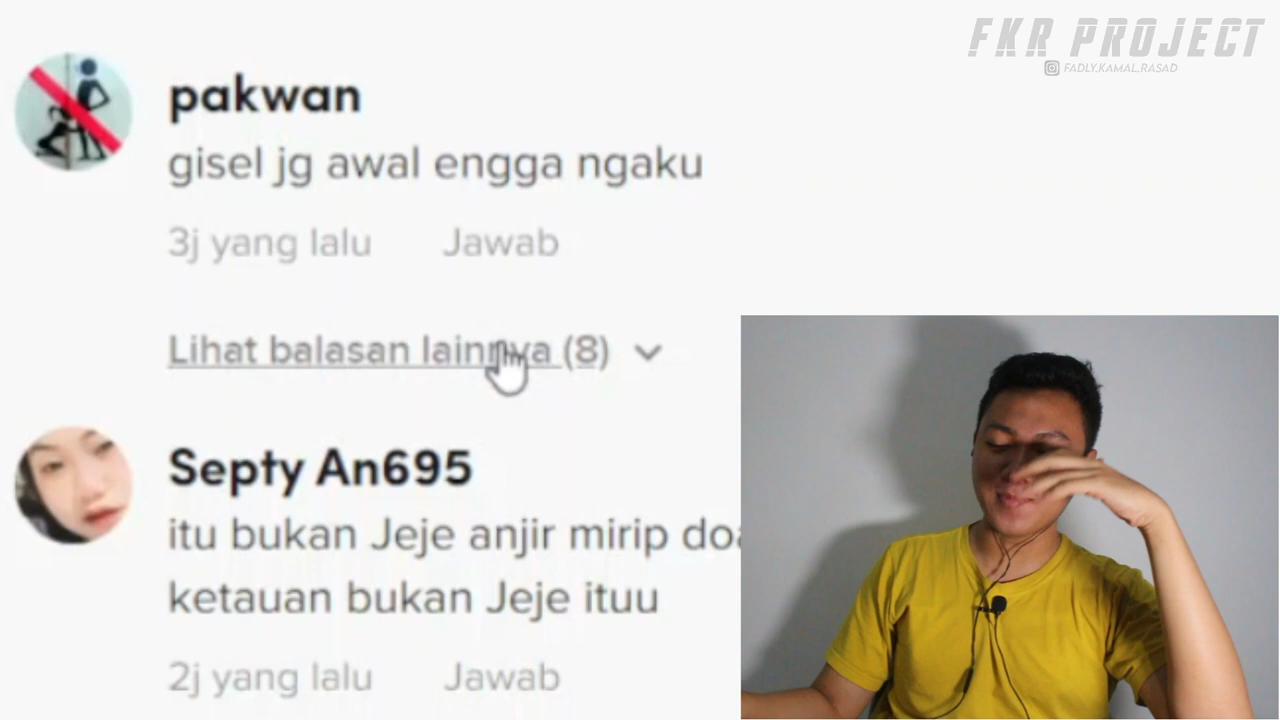 FKR PROJECT
FADLY.KAMAL.RASAD
pakwan
gisel jg awal engga ngaku
3j yang lalu Jawab
Lihat balasan lainnya (8)
Septy An695
itu bukan Jeje anjir mirip
ketauan bukan Jeje ituu
2j yang lalu Jawab